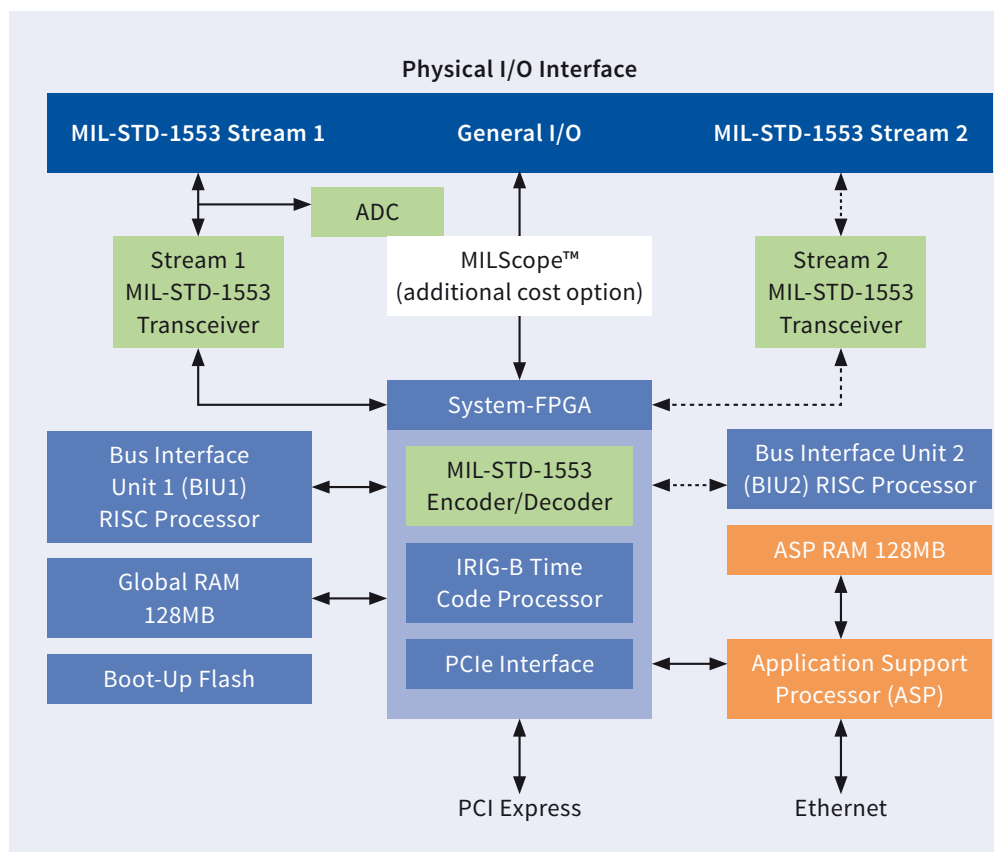 Physical I/O Interface
MIL-STD-1553 Stream 1
General I/O
MIL-STD-1553 Stream 2
ADC
Stream 1
MIL-STD-1553
Transceiver
MILScope™
(additional cost option)
Stream 2
MIL-STD-1553
Transceiver
System-FPGA
Bus Interface
Unit 1 (BIU1)
RISC Processor
MIL-STD-1553
Encoder/Decoder
Bus Interface Unit 2
(BIU2) RISC Processor
ASP RAM 128MB
Global RAM
128MB
IRIG-B Time
Code Processor
Boot-Up Flash
PCIe Interface
Application Support
Processor (ASP)
PCI Express
Ethernet